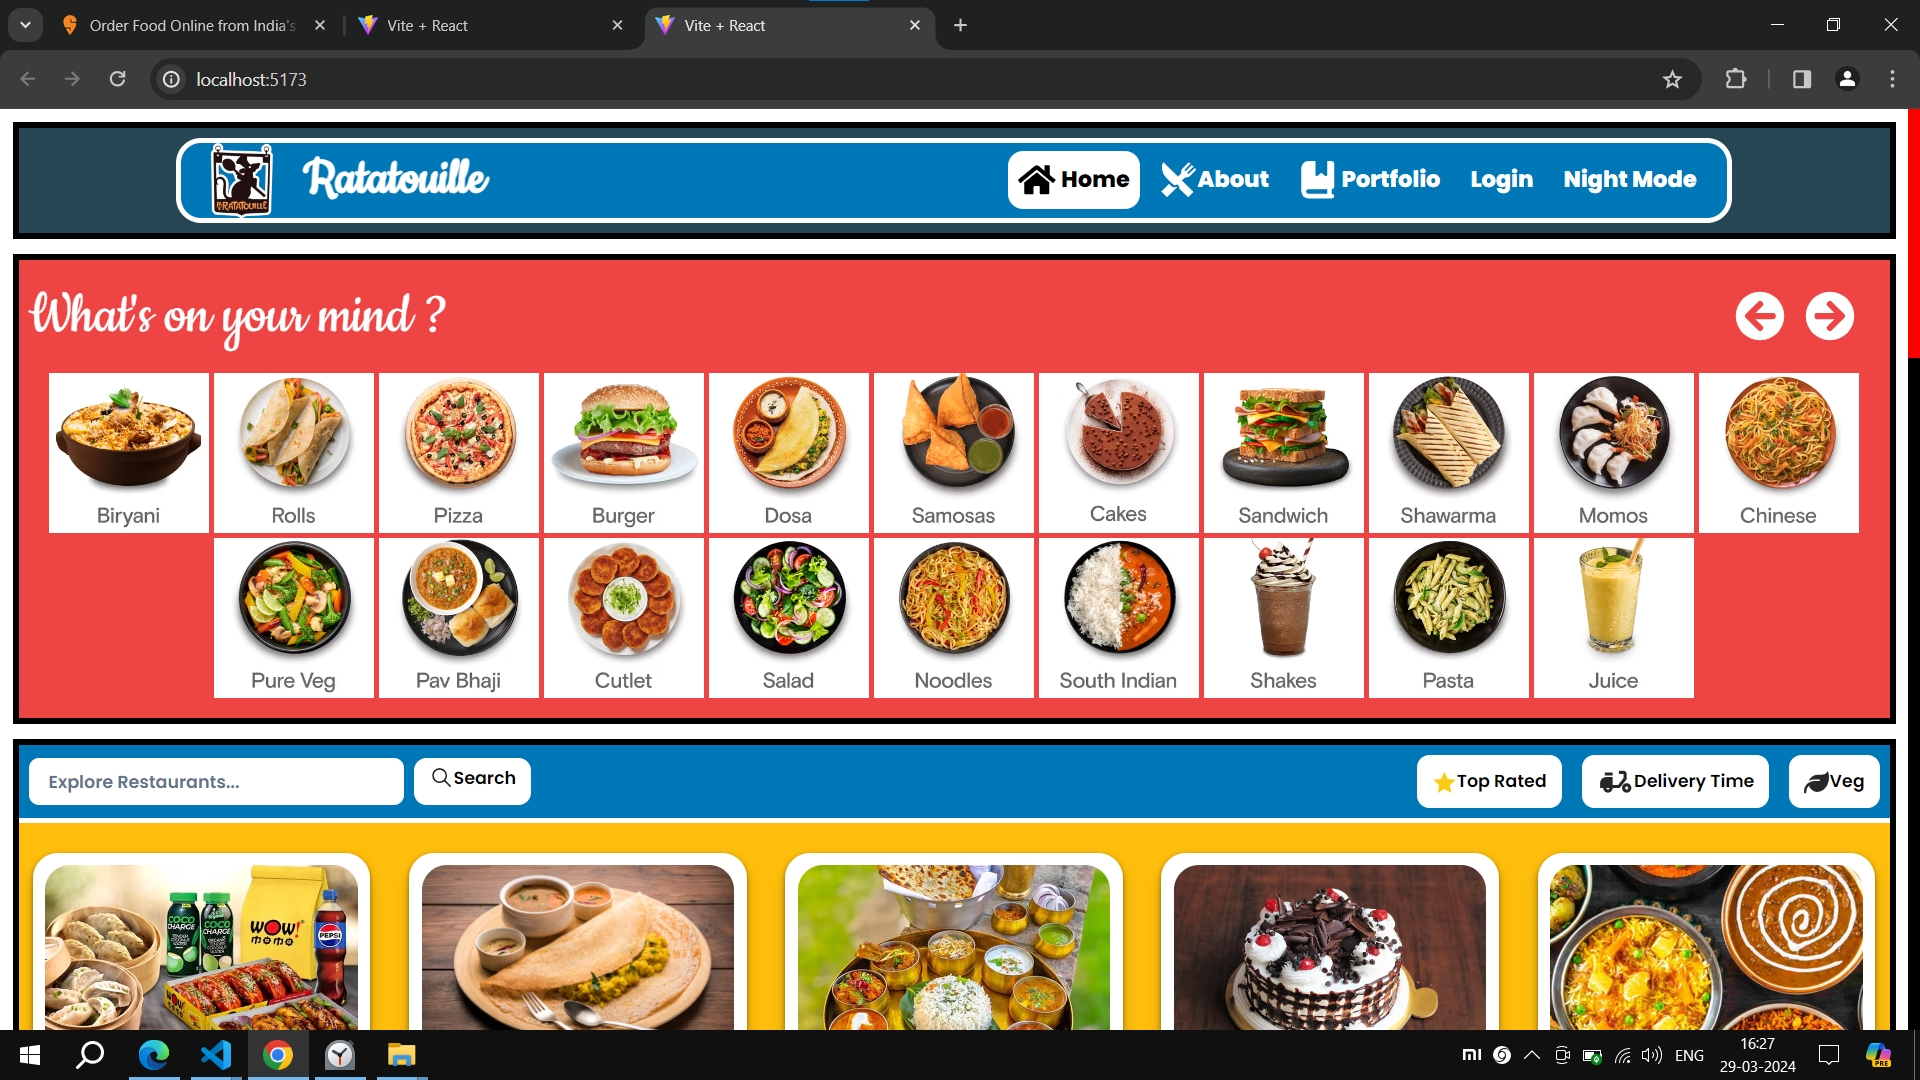 Order Food Online from India's
Vite + React
Vite + React
localhost:5173
RATATOUILLE
Ratatouille
Home
About
Portfolio
Login
Night Mode
What's on your mind ?
Biryani
Rolls
Pizza
Burger
Dosa
Samosas
Cakes
Sandwich
Shawarma
Momos
Chinese
Pure Veg
Pav Bhaji
Cutlet
Salad
Noodles
South Indian
Shakes
Pasta
Juice
Explore Restaurants...
Search
Top Rated
Delivery Time
Veg
COCO
CHARGE
COCO
CHARGE
WOW!
MOMO
PEPSI
ENG
16:27
29-03-2024
PRE